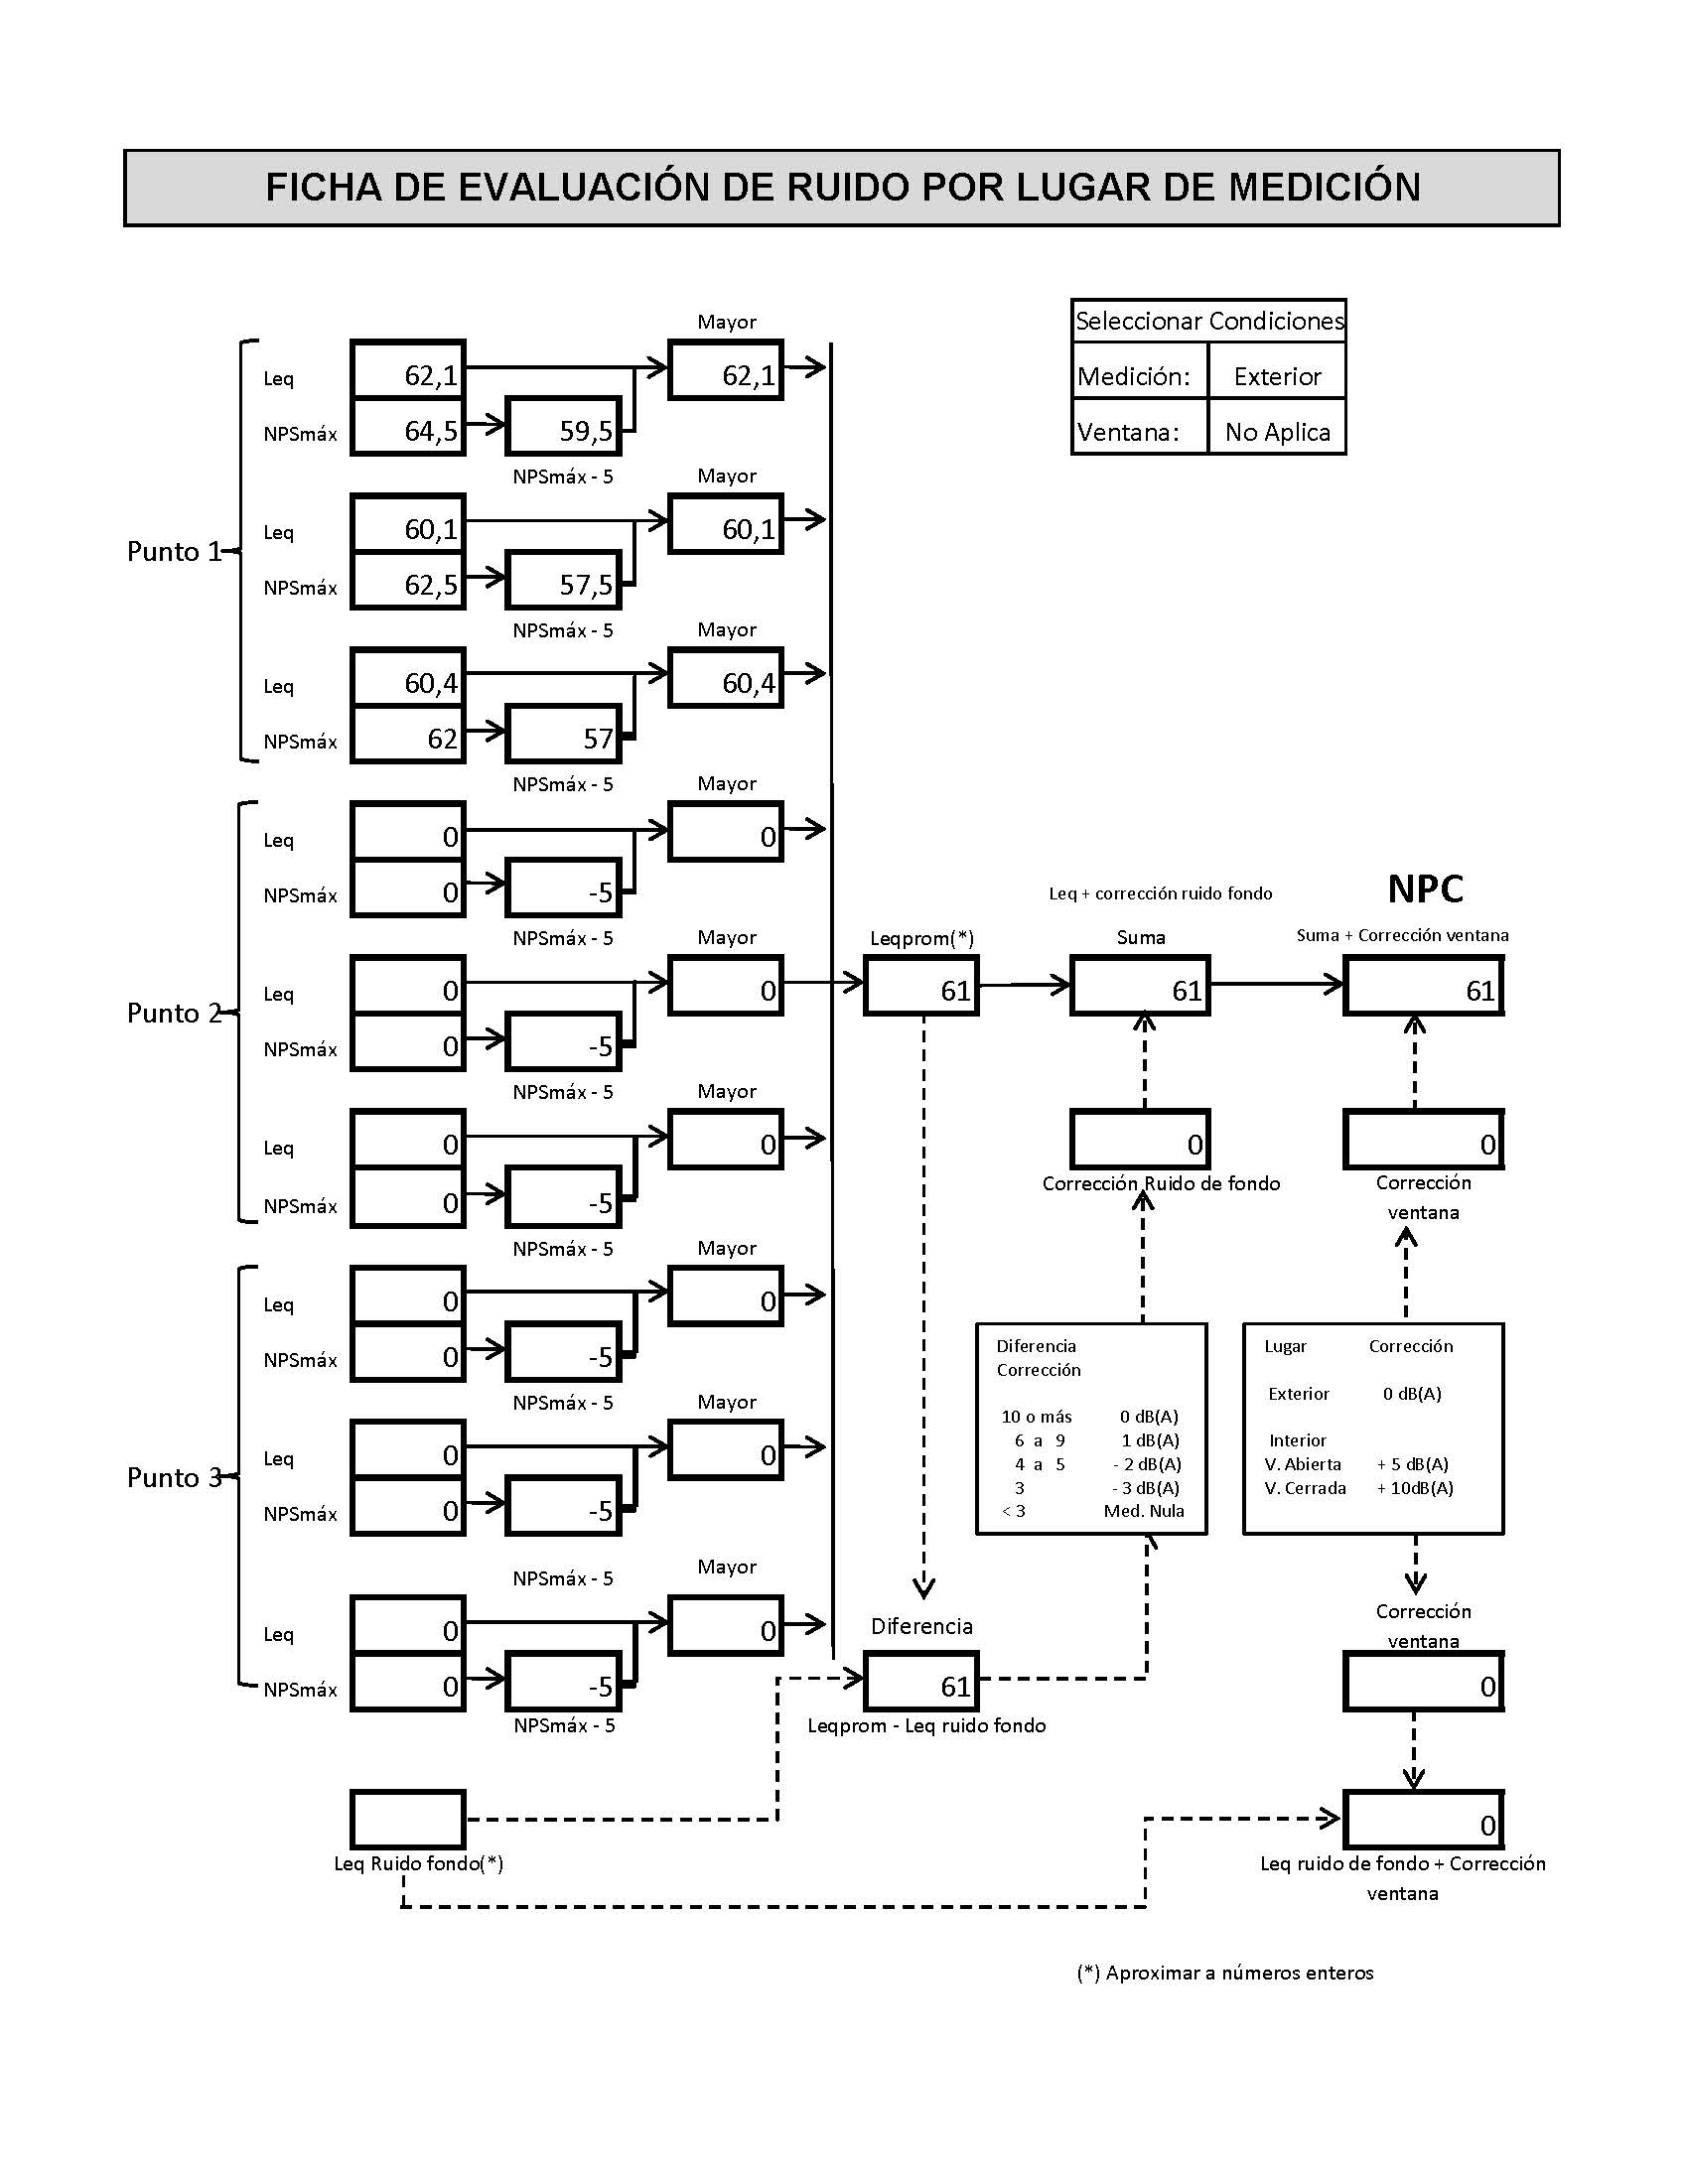 FICHA DE EVALUACIÓN DE RUIDO POR LUGAR DE MEDICIÓN
Seleccionar Condiciones
Medición: Exterior
Ventana: No Aplica
Punto 1
Mayor
Leq 62,1 62,1
NPSmáx 64,5 59,5
NPSmáx - 5 Mayor
Leq 60,1 60,1
NPSmáx 62,5 57,5
NPSmáx - 5 Mayor
Leq 60,4 60,4
NPSmáx 62 57
NPSmáx - 5 Mayor
Punto 2
Leq 0 0
NPSmáx 0 -5
NPSmáx - 5 Mayor
Leq 0 0
NPSmáx 0 -5
NPSmáx - 5 Mayor
Leq 0 0
NPSmáx 0 -5
NPSmáx - 5 Mayor
Punto 3
Leq 0 0
NPSmáx 0 -5
NPSmáx - 5 Mayor
Leq 0 0
NPSmáx 0 -5
NPSmáx - 5 Mayor
Leq 0 0
NPSmáx 0 -5
NPSmáx - 5
Leq Ruido fondo(*)
Leqprom(*)
61
Leq + corrección ruido fondo
Suma
61
NPC
Suma + Corrección ventana
61
0
Corrección Ruido de fondo
0
Corrección
ventana
Diferencia
Corrección
10 o más 0 dB(A)
6 a 9 1 dB(A)
4 a 5 - 2 dB(A)
3 - 3 dB(A)
< 3 Med. Nula
Lugar Corrección
Exterior 0 dB(A)
Interior
V. Abierta + 5 dB(A)
V. Cerrada + 10dB(A)
Diferencia
61
Leqprom - Leq ruido fondo
Corrección
ventana
0
0
Leq ruido de fondo + Corrección
ventana
(*) Aproximar a números enteros